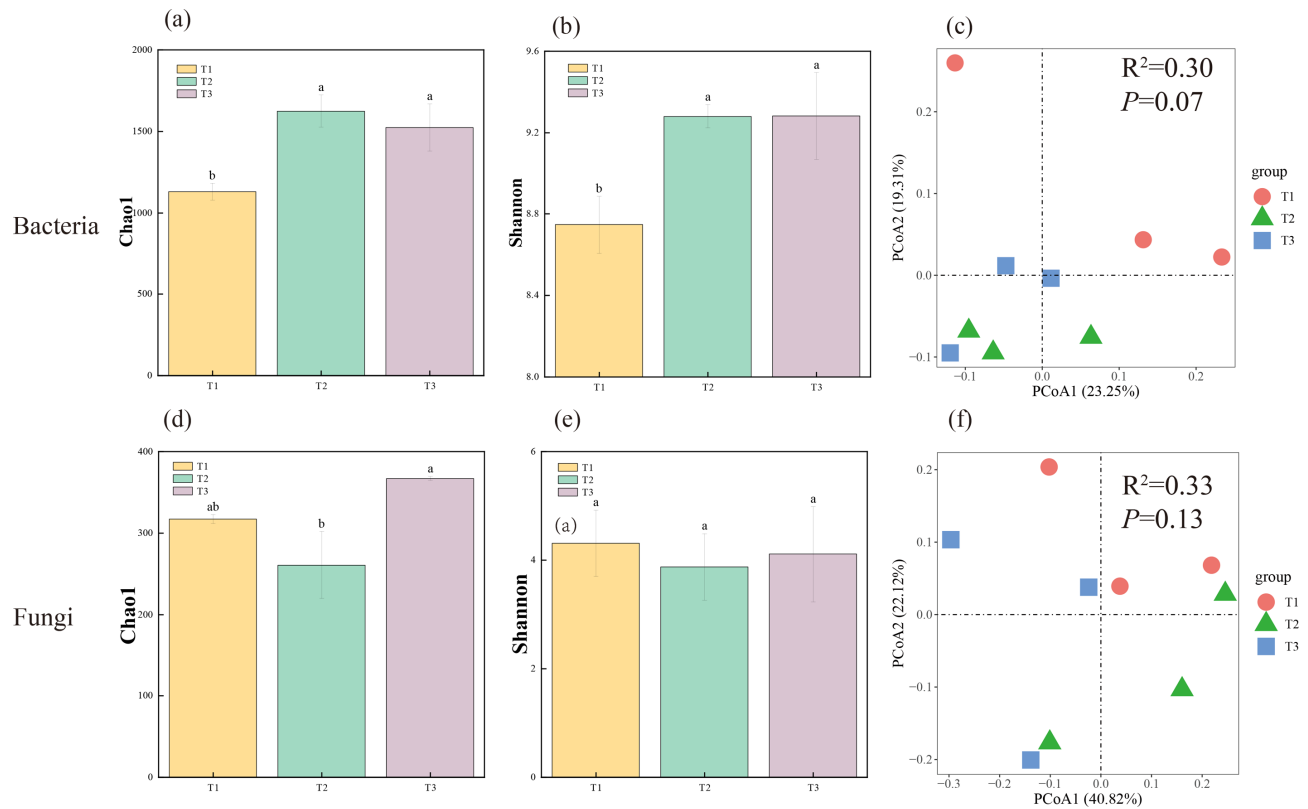 (a)
2000
1500
1000
500
0
Chao1
T1
T2
T3
b
a
a
T1
T2
T3
(b)
9.6
9.2
8.8
8.4
8.0
Shannon
T1
T2
T3
b
a
a
T1
T2
T3
(c)
R²=0.30
P=0.07
0.2
0.1
0.0
−0.1
PCoA2 (19.31%)
−0.1
0.0
0.1
0.2
PCoA1 (23.25%)
group
T1
T2
T3
Bacteria
(d)
400
300
200
100
0
Chao1
T1
T2
T3
ab
b
a
T1
T2
T3
(e)
6
4
2
0
Shannon
T1
T2
T3
a
(a)
a
a
T1
T2
T3
(f)
R²=0.33
P=0.13
0.2
0.1
0.0
−0.1
−0.2
PCoA2 (22.12%)
−0.3
−0.2
−0.1
0.0
0.1
0.2
PCoA1 (40.82%)
group
T1
T2
T3
Fungi